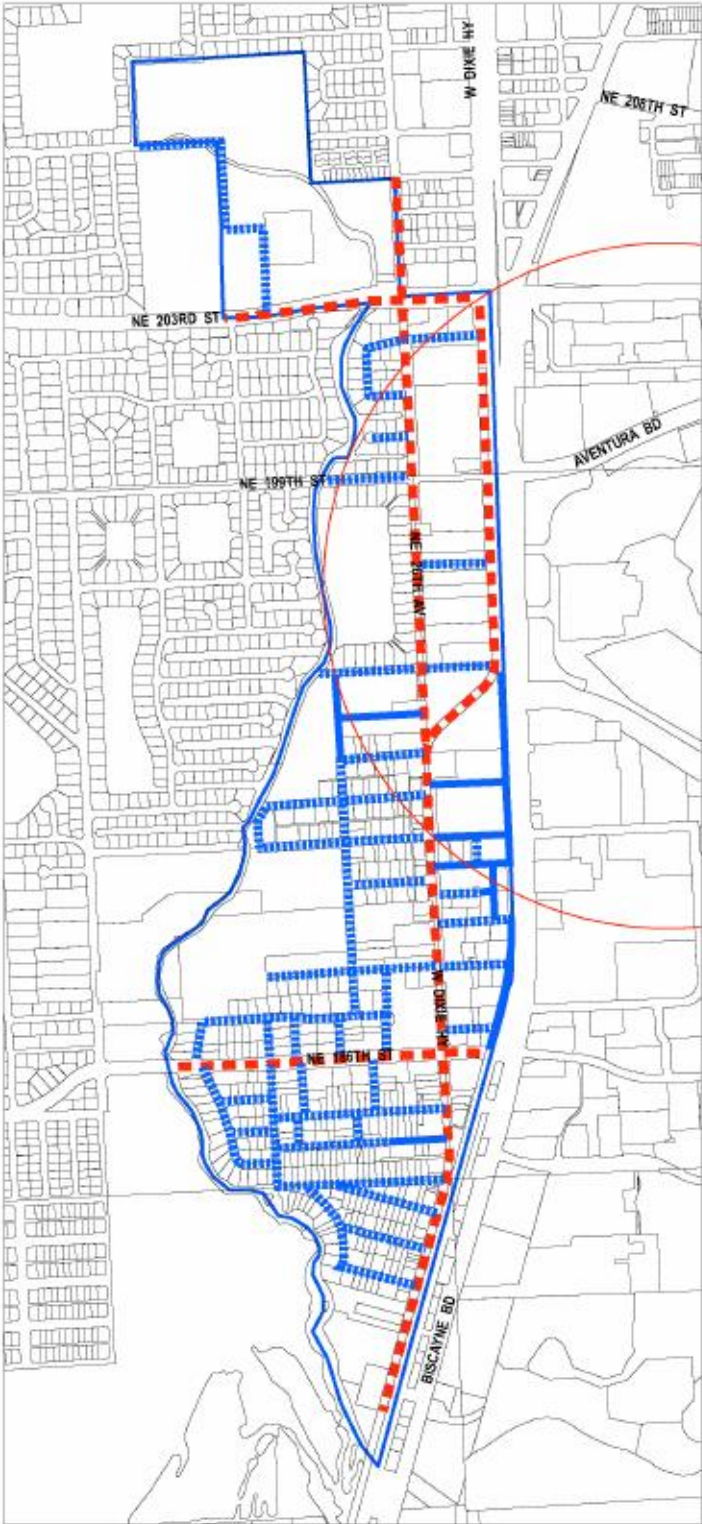 W DIXIE HY
NE 208TH ST
NE 203RD ST
AVENTURA BD
NE 199TH ST
NE 26TH AV
W DIXIE HY
NE 186TH ST
BISCAYNE BD